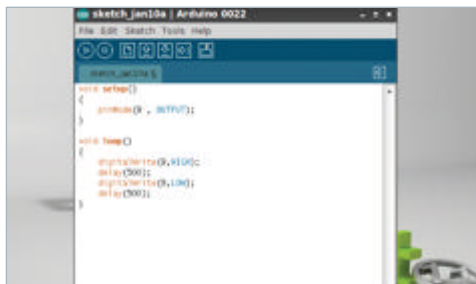 sketch_jan10a | Arduino 0022
File Edit Sketch Tools Help
sketch_jan10a §
void setup()
{
pinMode(9 , OUTPUT);
}
void loop()
{
digitalWrite(9,HIGH);
delay(500);
digitalWrite(9,LOW);
delay(500);
}